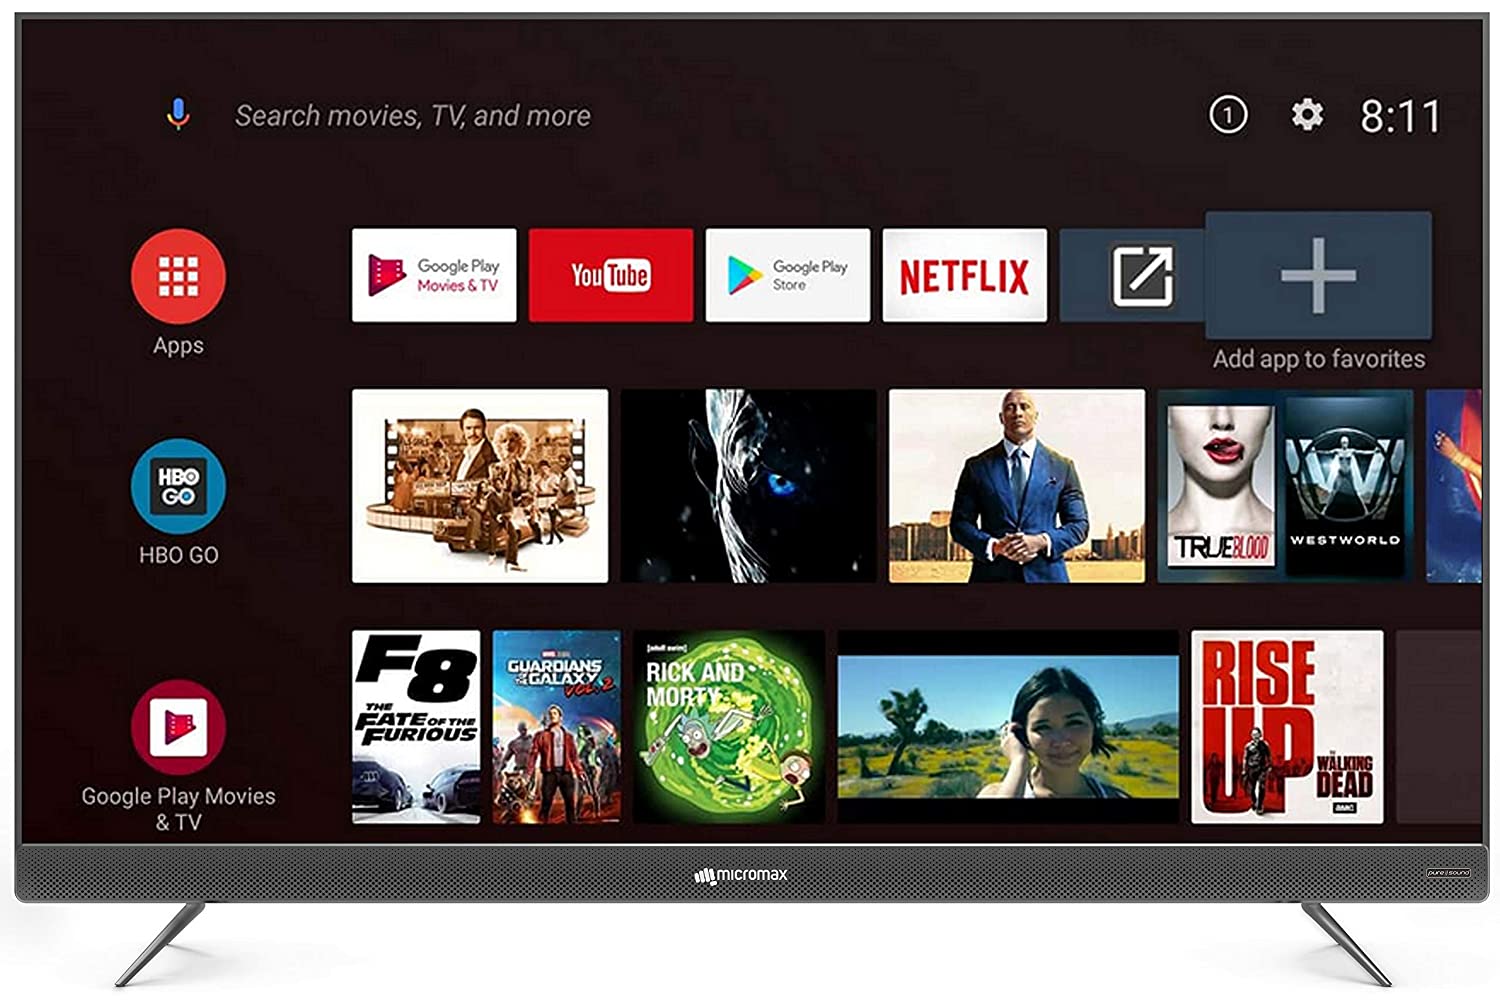 Search movies, TV, and more
1
8:11
Apps
Google Play
Movies & TV
YouTube
Google Play
Store
NETFLIX
Add app to favorites
HBO
GO
HBO GO
TRUEBLOOD
W
WESTWORLD
Google Play Movies
& TV
F8
THE
FATE OF THE
FURIOUS
MARVEL STUDIOS
GUARDIANS
OF THE GALAXY
VOL. 2
[adult swim]
RICK AND
MORTY
RISE
UP
THE
WALKING
DEAD
AMC
micromax
pure sound